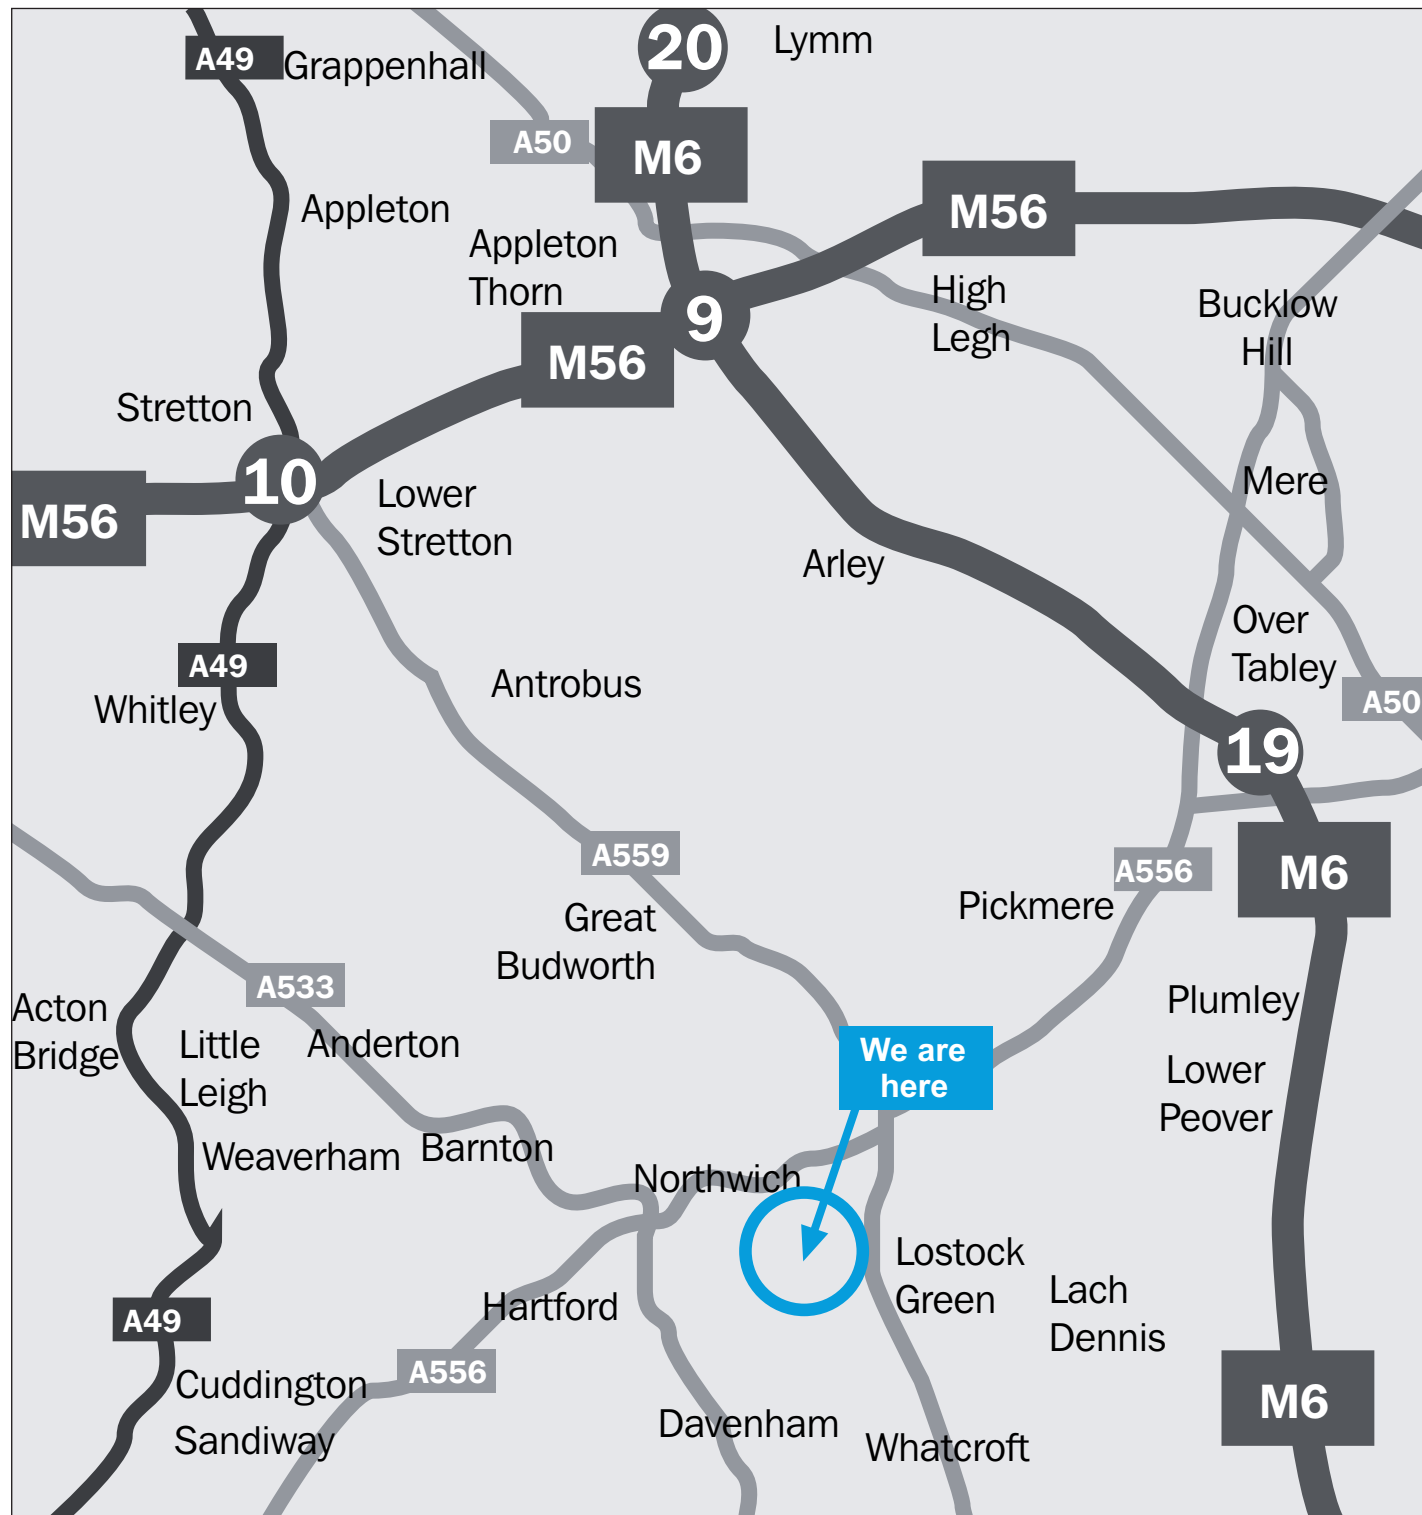 20
Lymm
A49
Grappenhall
A50
M6
Appleton
M56
Appleton
Thorn
High
Legh
Bucklow
Hill
9
M56
Stretton
10
Mere
M56
Lower
Stretton
Arley
Over
Tabley
A49
Antrobus
Whitley
A50
19
A559
A556
M6
Great
Budworth
Pickmere
A533
Acton
Bridge
Little
Leigh
Anderton
Plumley
We are
here
Lower
Peover
Weaverham
Barnton
Northwich
Lostock
Green
Lach
Dennis
Hartford
A49
A556
Cuddington
Sandiway
M6
Davenham
Whatcroft